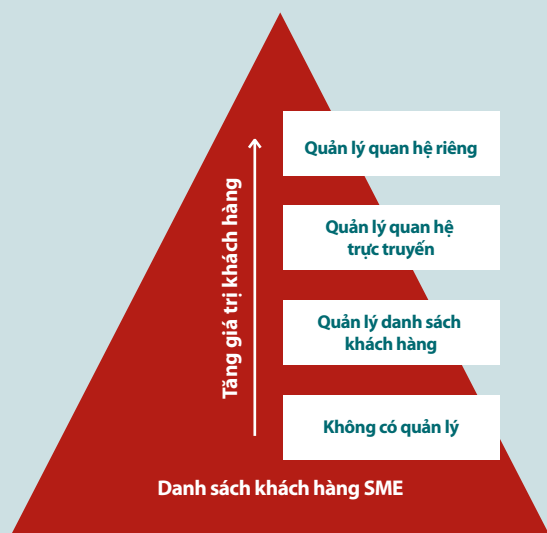 Quản lý quan hệ riêng
Quản lý quan hệ
trực truyến
Quản lý danh sách
khách hàng
Không có quản lý
Tăng giá trị khách hàng
Danh sách khách hàng SME